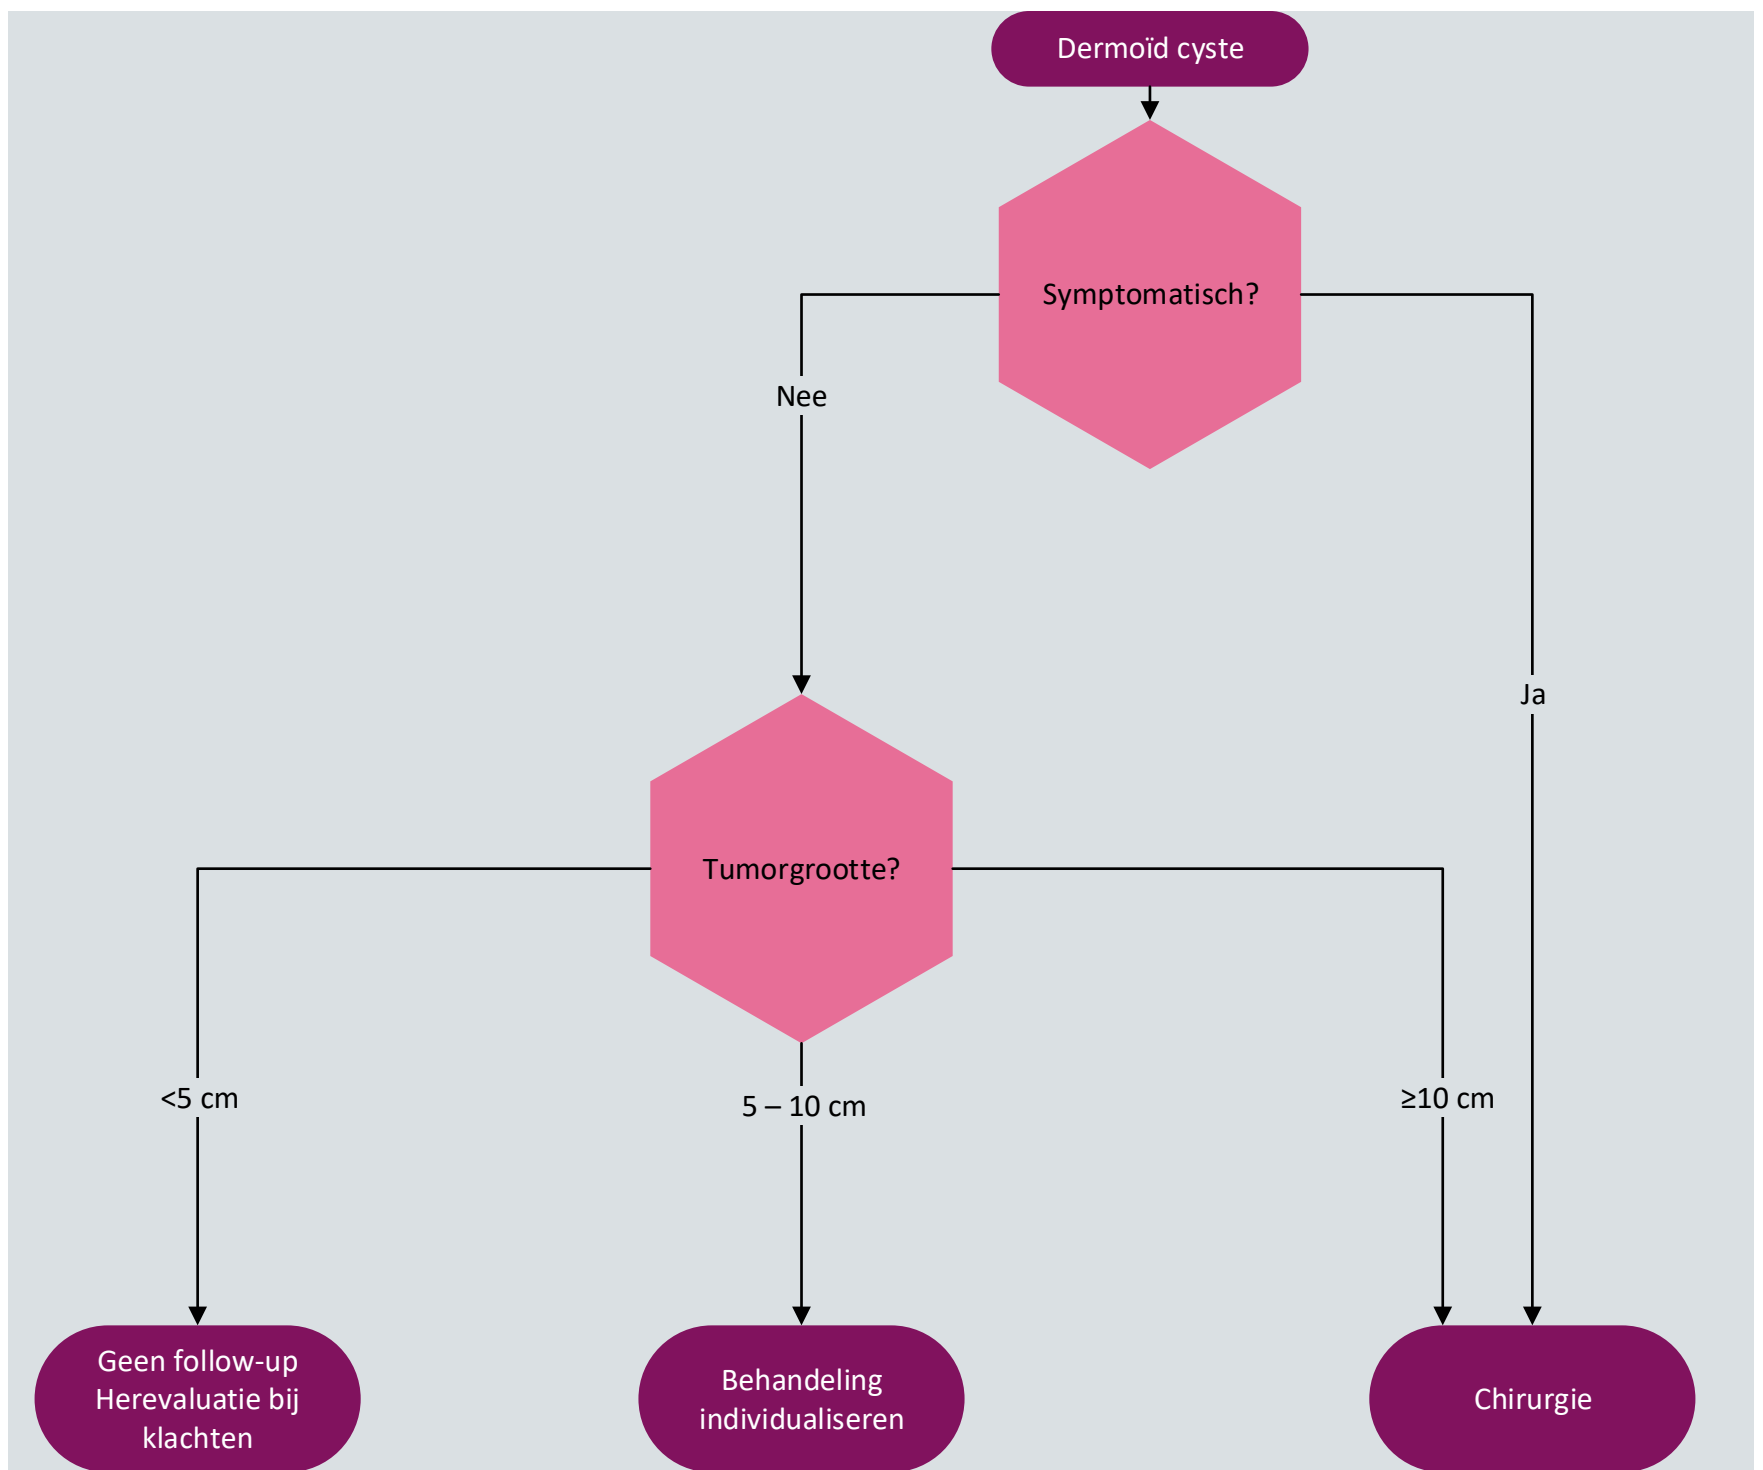 Dermoïd cyste
Symptomatisch?
Nee
Ja
Tumorgrootte?
<5 cm
5 – 10 cm
≥10 cm
Geen follow-up
Herevaluatie bij
klachten
Behandeling
individualiseren
Chirurgie